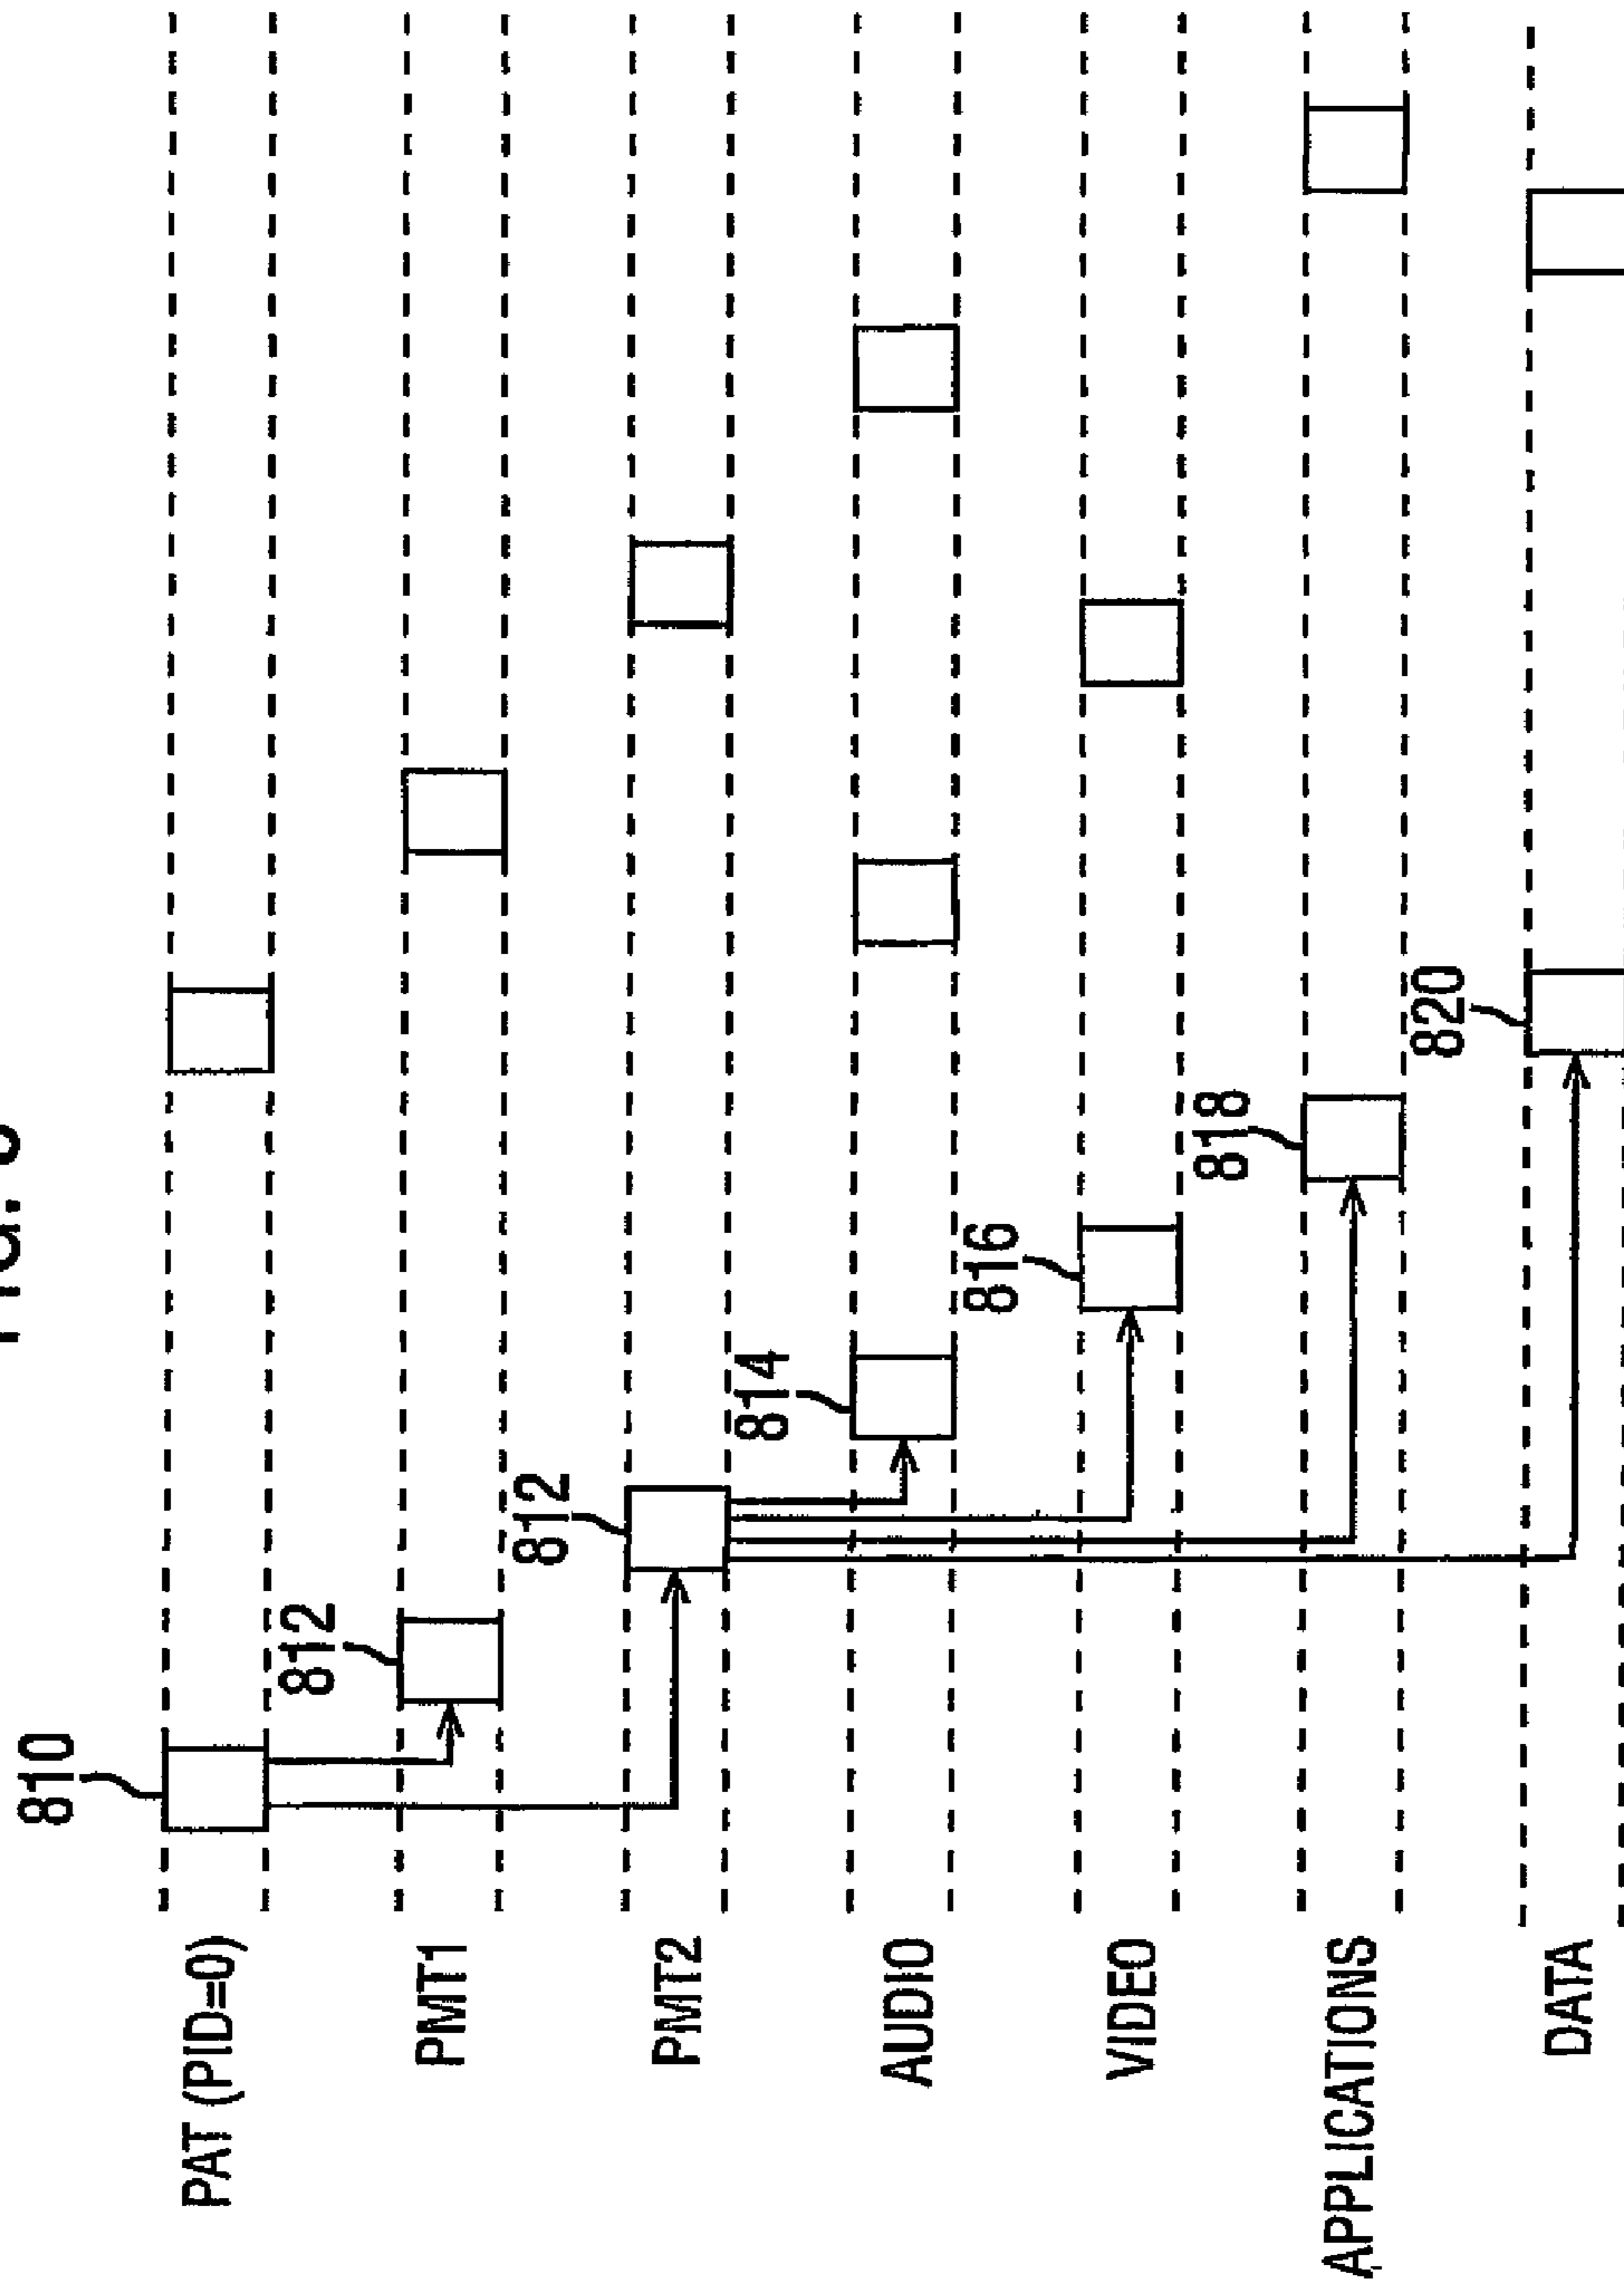 810
PAT (PID=0)
812
PMT1
812
PMT2
814
AUDIO
816
VIDEO
818
APPLICATIONS
820
DATA